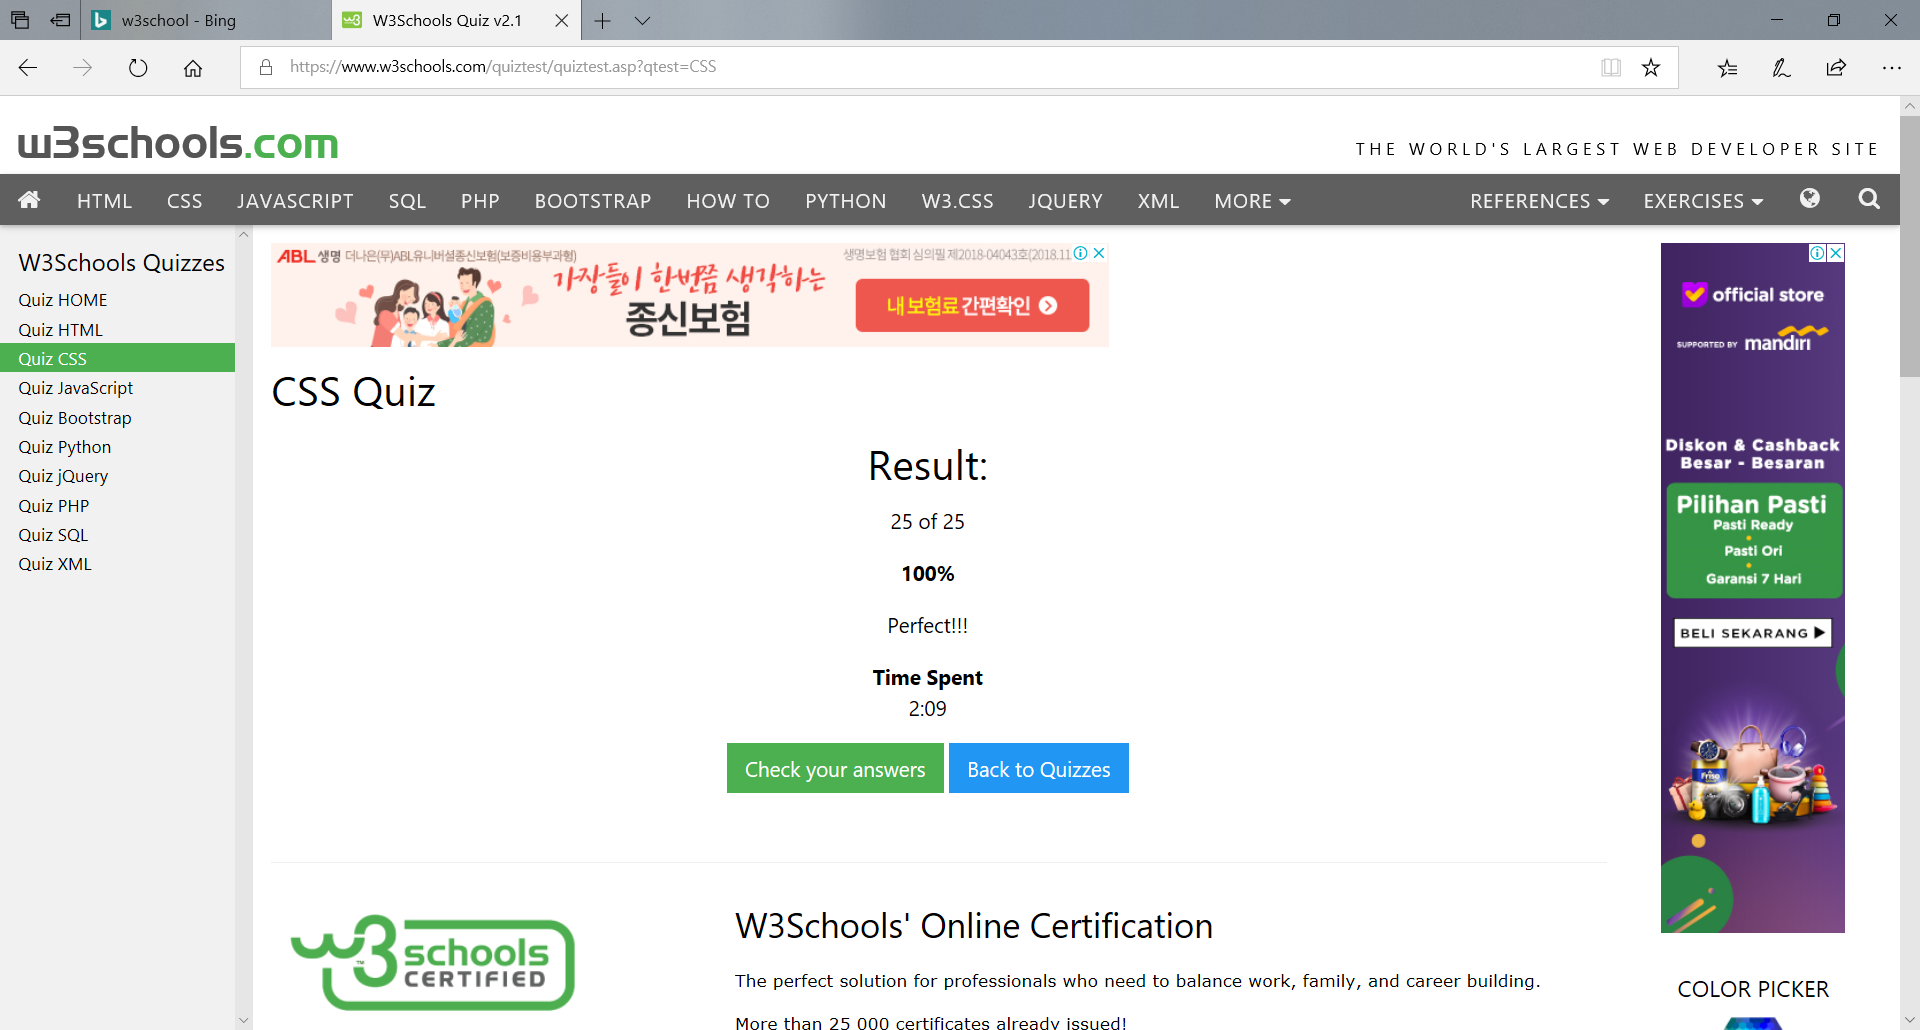 w3school - Bing
W3Schools Quiz v2.1
https://www.w3schools.com/quiztest/quiztest.asp?qtest=CSS
w3schools.com
THE WORLD'S LARGEST WEB DEVELOPER SITE
HTML CSS JAVASCRIPT SQL PHP BOOTSTRAP HOW TO PYTHON W3.CSS JQUERY XML MORE REFERENCES EXERCISES
W3Schools Quizzes
Quiz HOME
Quiz HTML
Quiz CSS
Quiz JavaScript
Quiz Bootstrap
Quiz Python
Quiz jQuery
Quiz PHP
Quiz SQL
Quiz XML
ABL 생명 더나은(무)ABL유니버셜종신보험(보증비용부과형)
생명보험 협회 심의필 제2018-04043호(2018.11
가장들이 한번쯤 생각하는
종신보험
내 보험료 간편확인
CSS Quiz
Result:
25 of 25
100%
Perfect!!!
Time Spent
2:09
Check your answers
Back to Quizzes
w3schools
CERTIFIED
W3Schools' Online Certification
The perfect solution for professionals who need to balance work, family, and career building.
More than 25 000 certificates already issued!
official store
SUPPORTED BY mandiri
Diskon & Cashback
Besar - Besaran
Pilihan Pasti
Pasti Ready
Pasti Ori
Garansi 7 Hari
BELI SEKARANG
Friso
COLOR PICKER